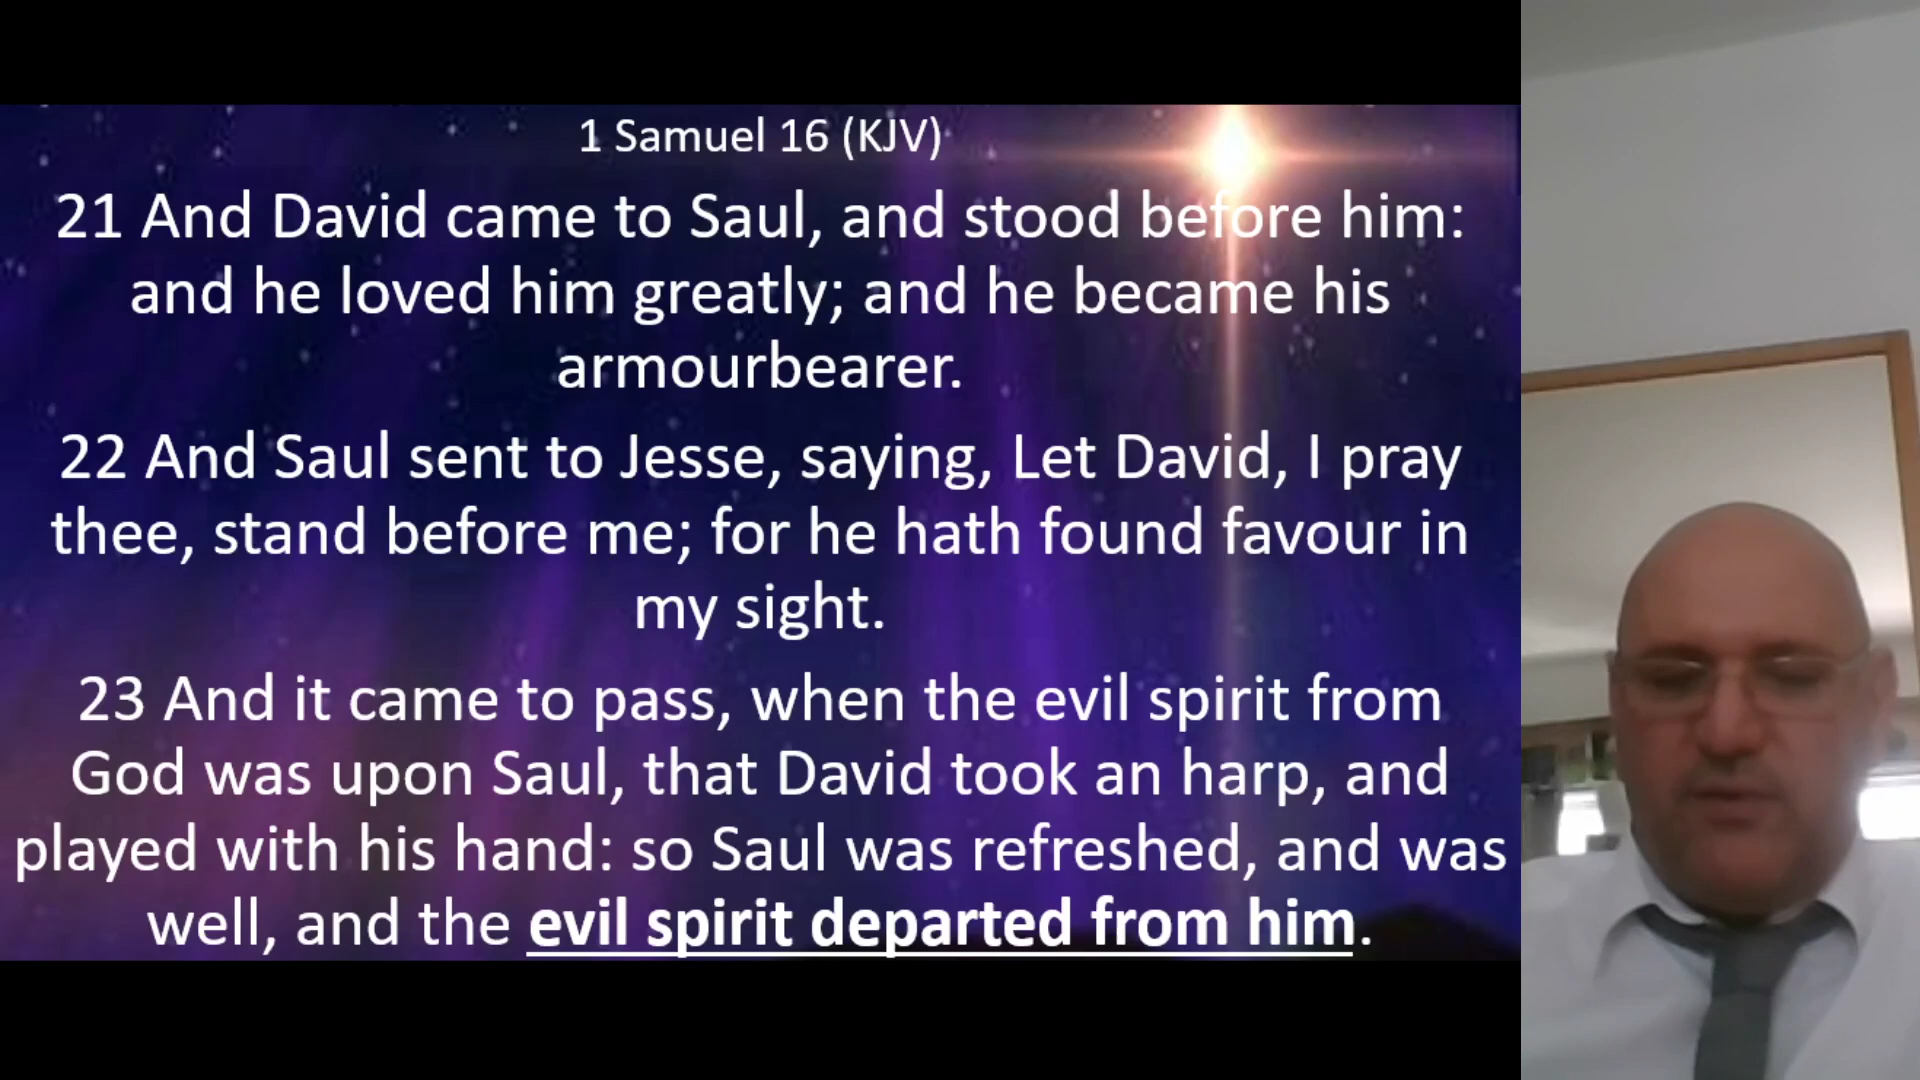 1 Samuel 16 (KJV)
21 And David came to Saul, and stood before him:
and he loved him greatly; and he became his
armourbearer.
22 And Saul sent to Jesse, saying, Let David, I pray
thee, stand before me; for he hath found favour in
my sight.
23 And it came to pass, when the evil spirit from
God was upon Saul, that David took an harp, and
played with his hand: so Saul was refreshed, and was
well, and the evil spirit departed from him.